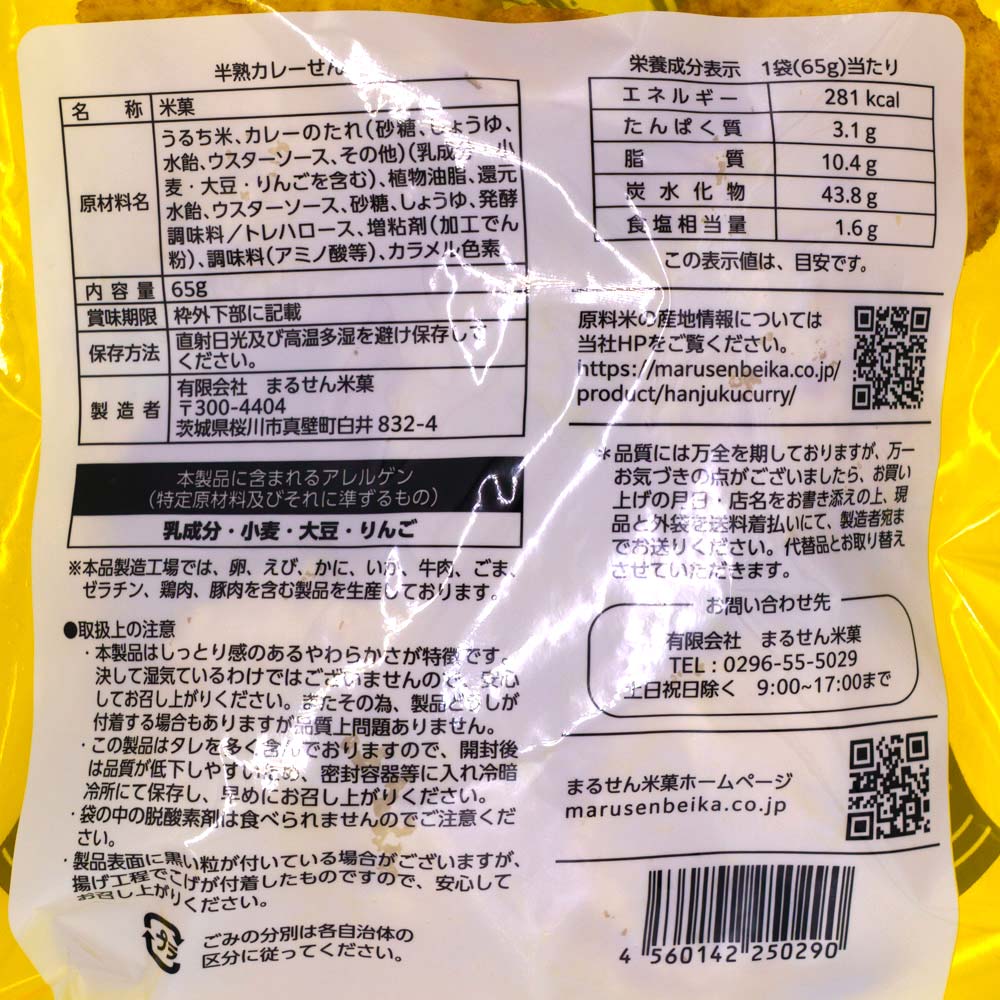 半熟カレーせん
名 称 米菓
原材料名
うるち米、カレーのたれ(砂糖、しょうゆ、
水飴、ウスターソース、その他)(乳成分・小
麦・大豆・りんごを含む)、植物油脂、還元
水飴、ウスターソース、砂糖、しょうゆ、発酵
調味料/トレハロース、増粘剤(加工でん
粉)、調味料(アミノ酸等)、カラメル色素
内容量 65g
賞味期限 枠外下部に記載
保存方法
直射日光及び高温多湿を避け保存して
ください。
製造者
有限会社 まるせん米菓
〒300-4404
茨城県桜川市真壁町白井832-4
本製品に含まれるアレルゲン
(特定原材料及びそれに準ずるもの)
乳成分・小麦・大豆・りんご
※本品製造工場では、卵、えび、かに、いか、牛肉、ごま、
ゼラチン、鶏肉、豚肉を含む製品を生産しております。
●取扱上の注意
・本製品はしっとり感のあるやわらかさが特徴です。
決して湿気ているわけではございませんので、安心
してお召し上がりください。またその為、製品どうしが
付着する場合もありますが品質上問題ありません。
・この製品はタレを多く含んでおりますので、開封後
は品質が低下しやすいため、密封容器等に入れ冷暗
冷所にて保存し、早めにお召し上がりください。
・袋の中の脱酸素剤は食べられませんのでご注意くだ
さい。
・製品表面に黒い粒が付いている場合がございますが、
揚げ工程でこげが付着したものですので、安心して
お召し上がりください。
プラ
ごみの分別は各自治体の
区分に従ってください。
栄養成分表示 1袋(65g)当たり
エネルギー 281 kcal
たんぱく質 3.1 g
脂 質 10.4 g
炭水化物 43.8 g
食塩相当量 1.6 g
この表示値は、目安です。
原料米の産地情報については
当社HPをご覧ください。
https://marusenbeika.co.jp/
product/hanjukucurry/
※品質には万全を期しておりますが、万一
お気づきの点がございましたら、お買い
上げの月日・店名をお書き添えの上、現
品と外袋を送料着払いにて、製造者宛ま
でお送りください。代替品とお取り替え
させていただきます。
お問い合わせ先
有限会社 まるせん米菓
TEL:0296-55-5029
土日祝日除く 9:00~17:00まで
まるせん米菓ホームページ
marusenbeika.co.jp
4 560142 250290